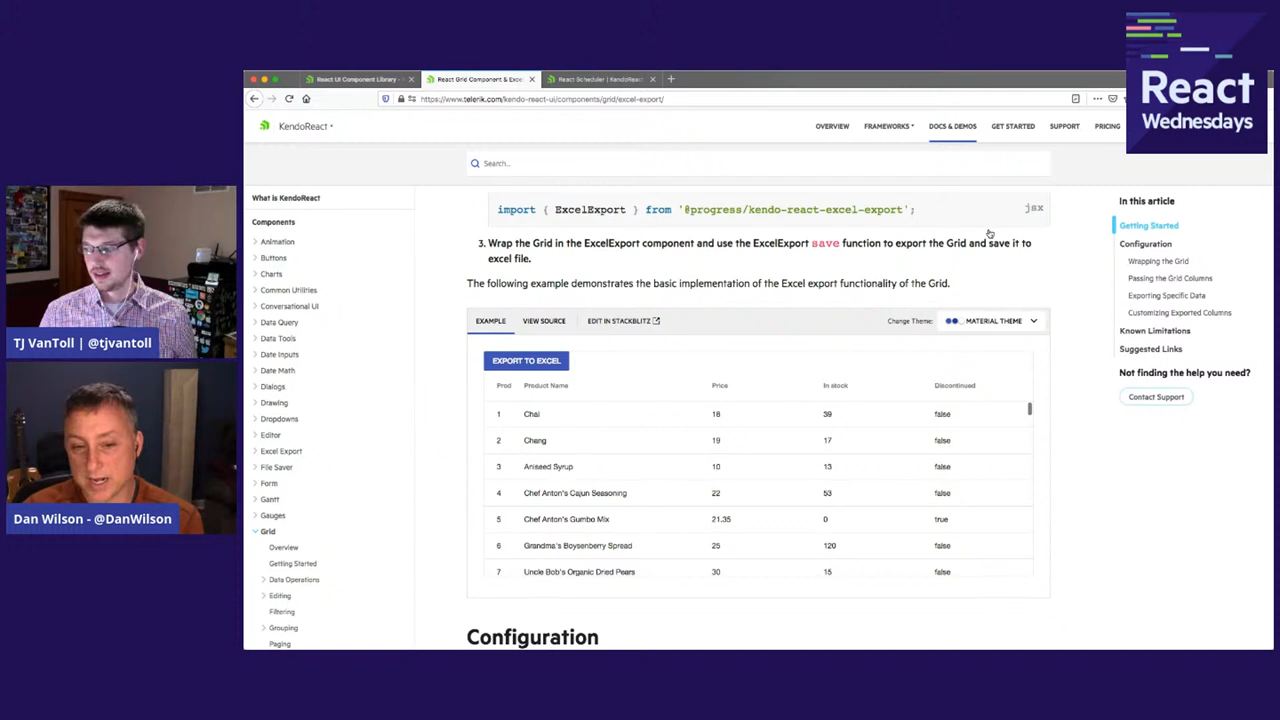 React
Wednesdays
React UI Component Library -
React Grid Component & Exce
React Scheduler | KendoReact
https://www.telerik.com/kendo-react-ui/components/grid/excel-export/
KendoReact
OVERVIEW
FRAMEWORKS
DOCS & DEMOS
GET STARTED
SUPPORT
PRICING
Search...
What is KendoReact
Components
Animation
Buttons
Charts
Common Utilities
Conversational UI
Data Query
Data Tools
Date Inputs
Date Math
Dialogs
Drawing
Dropdowns
Editor
Excel Export
File Saver
Form
Gantt
Gauges
Grid
Overview
Getting Started
Data Operations
Editing
Filtering
Grouping
Paging
import { ExcelExport } from '@progress/kendo-react-excel-export';
jsx
3. Wrap the Grid in the ExcelExport component and use the ExcelExport save function to export the Grid and save it to
excel file.
The following example demonstrates the basic implementation of the Excel export functionality of the Grid.
EXAMPLE
VIEW SOURCE
EDIT IN STACKBLITZ
Change Theme:
MATERIAL THEME
EXPORT TO EXCEL
Prod Product Name Price In stock Discontinued
1 Chai 18 39 false
2 Chang 19 17 false
3 Aniseed Syrup 10 13 false
4 Chef Anton's Cajun Seasoning 22 53 false
5 Chef Anton's Gumbo Mix 21.35 0 true
6 Grandma's Boysenberry Spread 25 120 false
7 Uncle Bob's Organic Dried Pears 30 15 false
Configuration
In this article
Getting Started
Configuration
Wrapping the Grid
Passing the Grid Columns
Exporting Specific Data
Customizing Exported Columns
Known Limitations
Suggested Links
Not finding the help you need?
Contact Support
TJ VanToll | @tjvantoll
Dan Wilson - @DanWilson